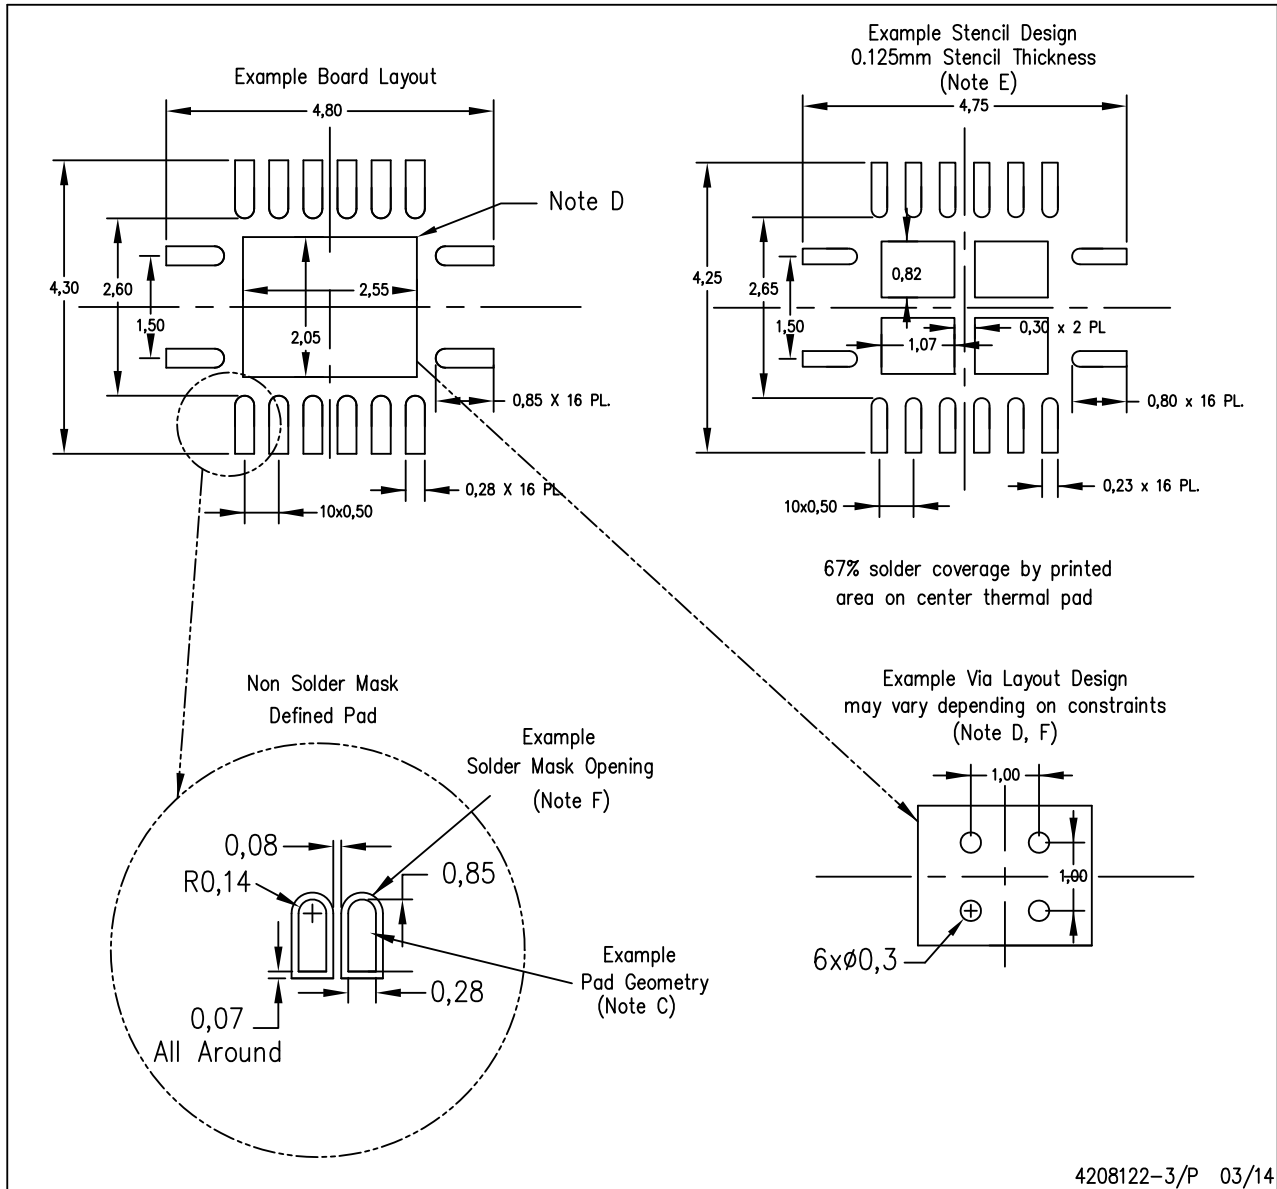 Example Board Layout
4,80
4,30
2,60
1,50
2,55
2,05
Note D
0,85 X 16 PL.
0,28 X 16 PL
10x0,50
Example Stencil Design
0.125mm Stencil Thickness
(Note E)
4,75
4,25
2,65
1,50
0,82
0,30 x 2 PL
1,07
0,80 x 16 PL.
0,23 x 16 PL.
10x0,50
67% solder coverage by printed
area on center thermal pad
Non Solder Mask
Defined Pad
Example
Solder Mask Opening
(Note F)
0,08
R0,14
0,85
Example
Pad Geometry
(Note C)
0,28
0,07
All Around
Example Via Layout Design
may vary depending on constraints
(Note D, F)
1,00
1,00
6xø0,3
4208122-3/P 03/14